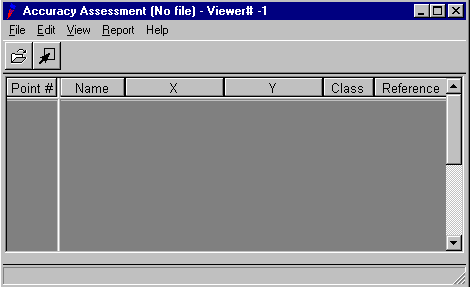 Accuracy Assessment (No file) - Viewer# -1
File Edit View Report Help
Point # Name X Y Class Reference